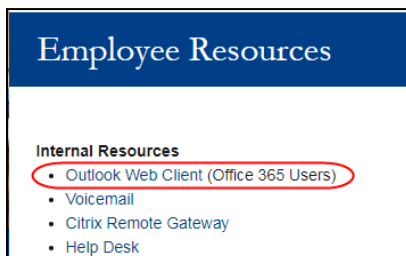 Employee Resources
Internal Resources
Outlook Web Client (Office 365 Users)
Voicemail
Citrix Remote Gateway
Help Desk